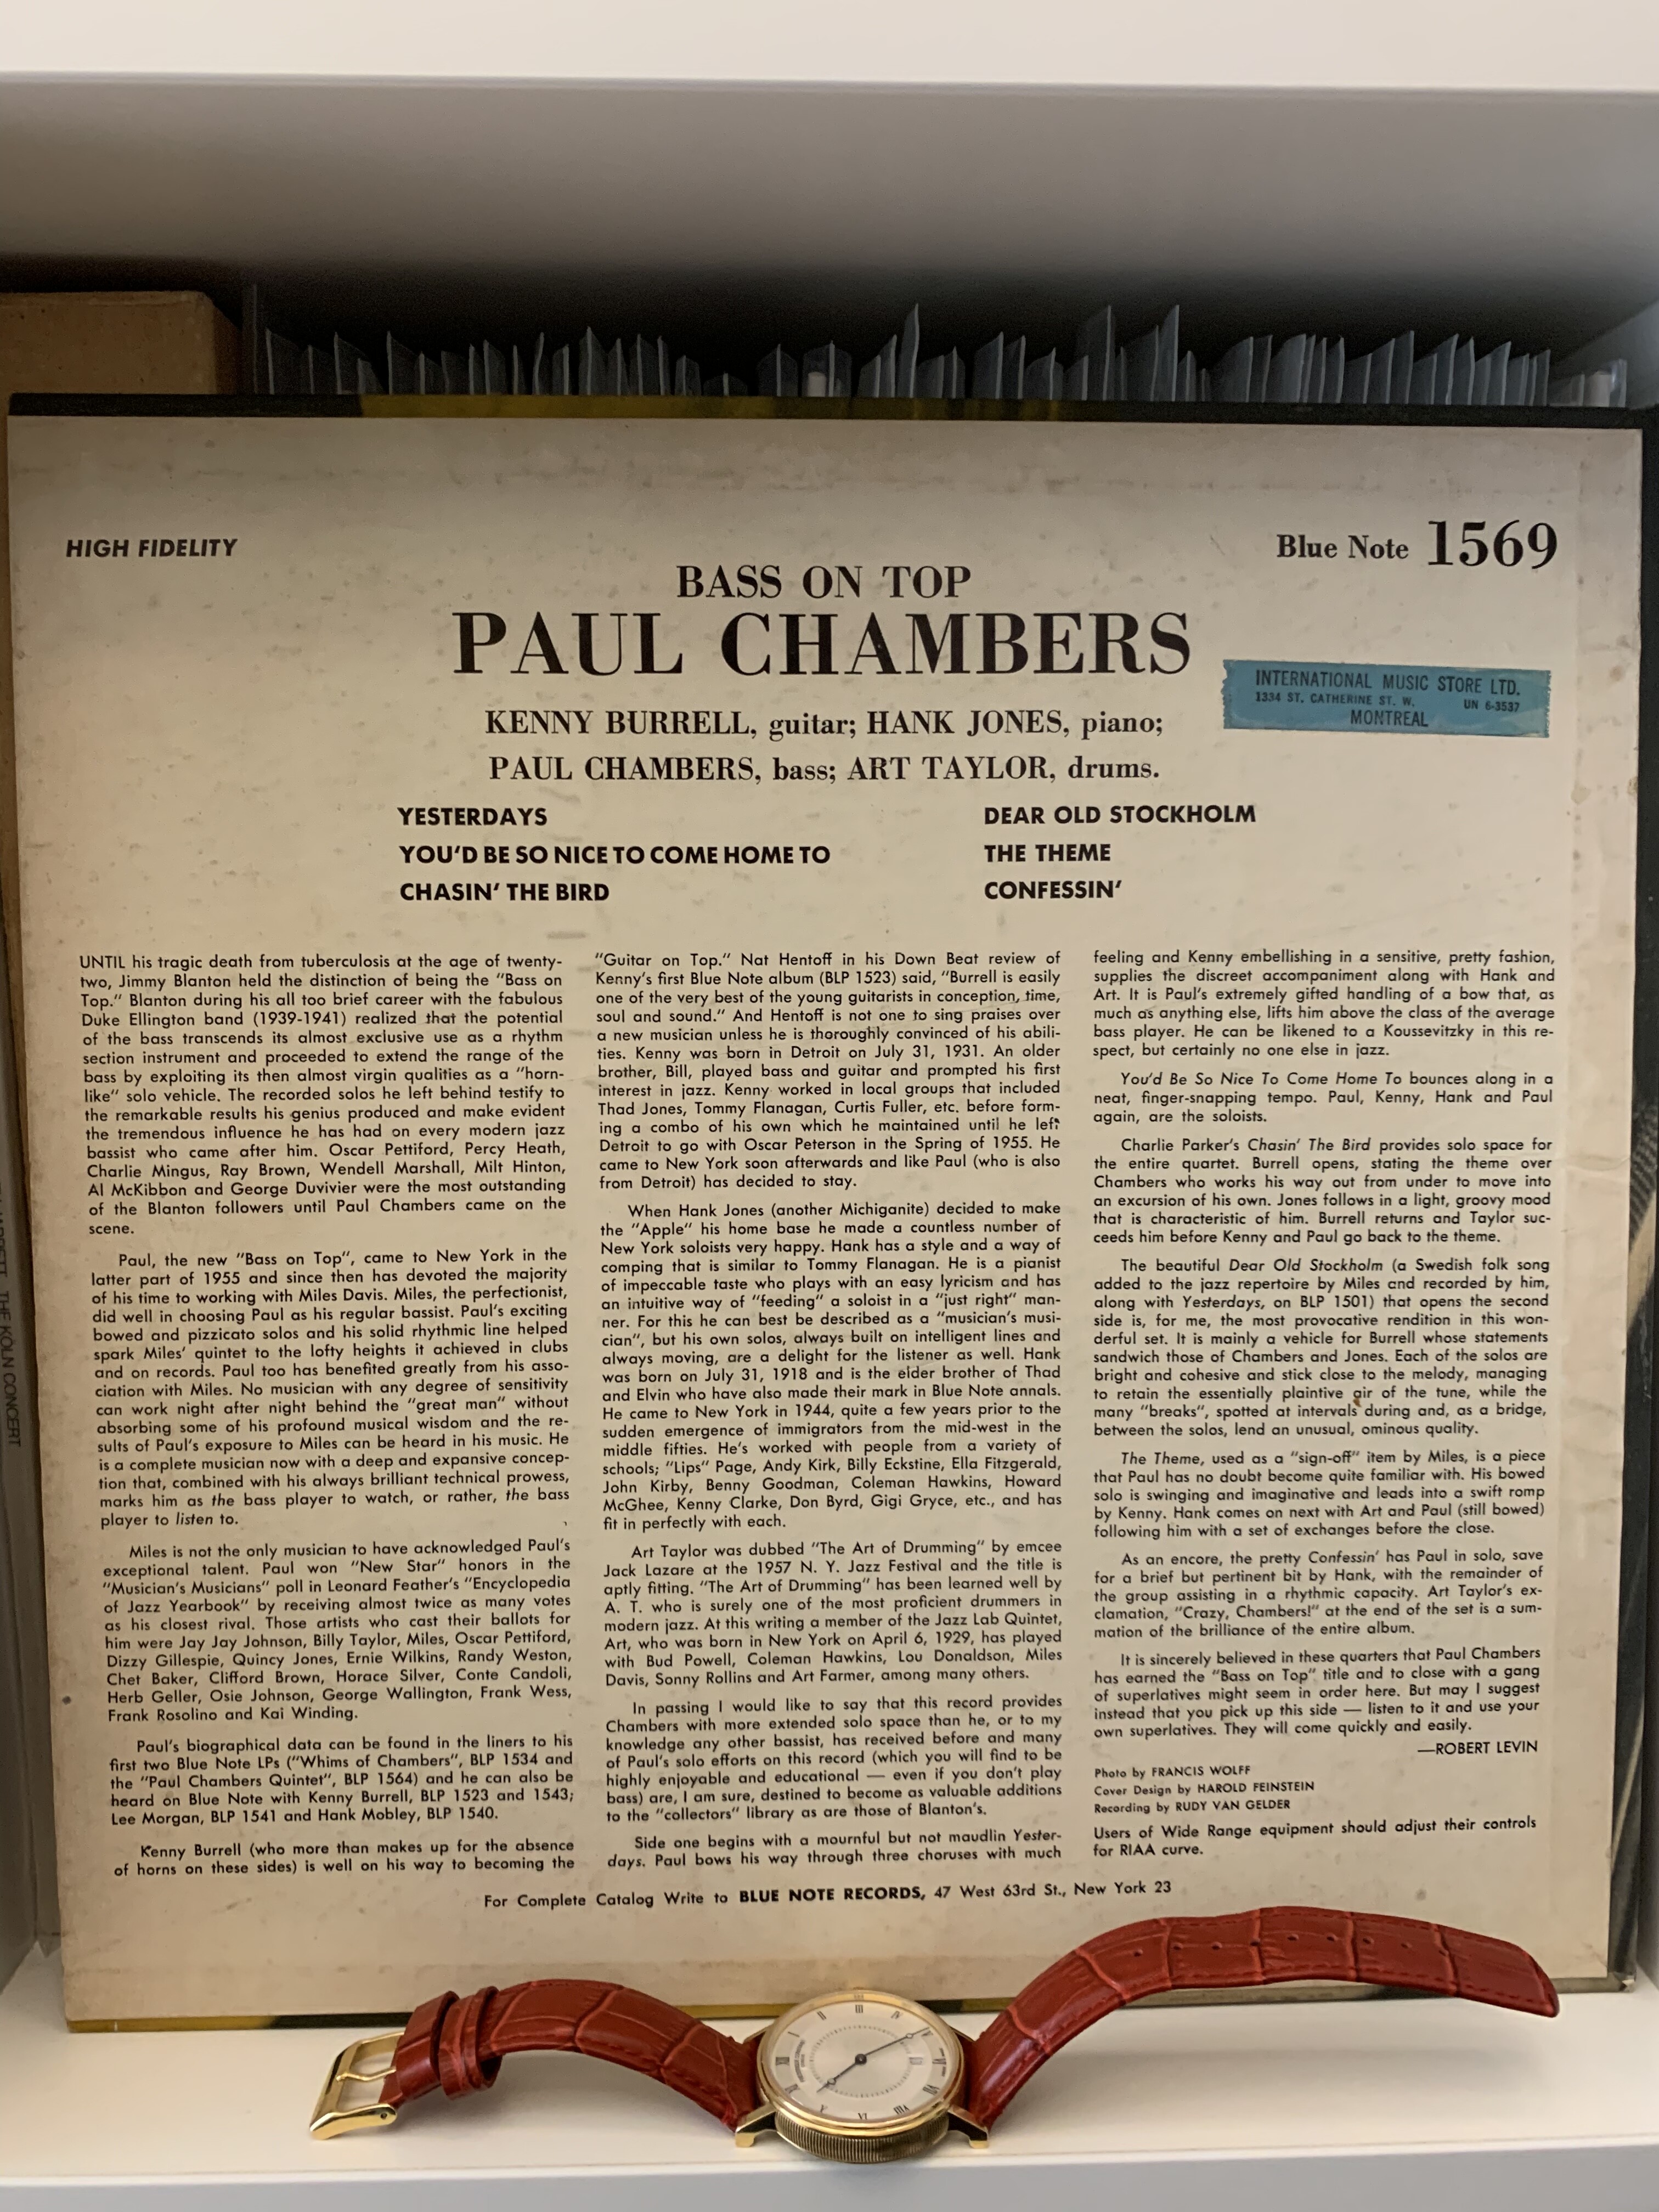 HIGH FIDELITY
Blue Note 1569
BASS ON TOP
PAUL CHAMBERS
INTERNATIONAL MUSIC STORE LTD.
1334 ST. CATHERINE ST. W. UN 6-3537
MONTREAL
KENNY BURRELL, guitar; HANK JONES, piano;
PAUL CHAMBERS, bass; ART TAYLOR, drums.
YESTERDAYS
YOU'D BE SO NICE TO COME HOME TO
CHASIN' THE BIRD
DEAR OLD STOCKHOLM
THE THEME
CONFESSIN'
UNTIL his tragic death from tuberculosis at the age of twenty-
two, Jimmy Blanton held the distinction of being the "Bass on
Top." Blanton during his all too brief career with the fabulous
Duke Ellington band (1939-1941) realized that the potential
of the bass transcends its almost exclusive use as a rhythm
section instrument and proceeded to extend the range of the
bass by exploiting its then almost virgin qualities as a "horn-
like" solo vehicle. The recorded solos he left behind testify to
the remarkable results his genius produced and make evident
the tremendous influence he has had on every modern jazz
bassist who came after him. Oscar Pettiford, Percy Heath,
Charlie Mingus, Ray Brown, Wendell Marshall, Milt Hinton,
Al McKibbon and George Duvivier were the most outstanding
of the Blanton followers until Paul Chambers came on the
scene.
Paul, the new "Bass on Top", came to New York in the
latter part of 1955 and since then has devoted the majority
of his time to working with Miles Davis. Miles, the perfectionist,
did well in choosing Paul as his regular bassist. Paul's exciting
bowed and pizzicato solos and his solid rhythmic line helped
spark Miles' quintet to the lofty heights it achieved in clubs
and on records. Paul too has benefited greatly from his asso-
ciation with Miles. No musician with any degree of sensitivity
can work night after night behind the "great man" without
absorbing some of his profound musical wisdom and the re-
sults of Paul's exposure to Miles can be heard in his music. He
is a complete musician now with a deep and expansive concep-
tion that, combined with his always brilliant technical prowess,
marks him as the bass player to watch, or rather, the bass
player to listen to.
Miles is not the only musician to have acknowledged Paul's
exceptional talent. Paul won "New Star" honors in the
"Musician's Musicians" poll in Leonard Feather's "Encyclopedia
of Jazz Yearbook" by receiving almost twice as many votes
as his closest rival. Those artists who cast their ballots for
him were Jay Jay Johnson, Billy Taylor, Miles, Oscar Pettiford,
Dizzy Gillespie, Quincy Jones, Ernie Wilkins, Randy Weston,
Chet Baker, Clifford Brown, Horace Silver, Conte Candoli,
Herb Geller, Osie Johnson, George Wallington, Frank Wess,
Frank Rosolino and Kai Winding.
Paul's biographical data can be found in the liners to his
first two Blue Note LPs ("Whims of Chambers", BLP 1534 and
the "Paul Chambers Quintet", BLP 1564) and he can also be
heard on Blue Note with Kenny Burrell, BLP 1523 and 1543;
Lee Morgan, BLP 1541 and Hank Mobley, BLP 1540.
Kenny Burrell (who more than makes up for the absence
of horns on these sides) is well on his way to becoming the
"Guitar on Top." Nat Hentoff in his Down Beat review of
Kenny's first Blue Note album (BLP 1523) said, "Burrell is easily
one of the very best of the young guitarists in conception, time,
soul and sound." And Hentoff is not one to sing praises over
a new musician unless he is thoroughly convinced of his abili-
ties. Kenny was born in Detroit on July 31, 1931. An older
brother, Bill, played bass and guitar and prompted his first
interest in jazz. Kenny worked in local groups that included
Thad Jones, Tommy Flanagan, Curtis Fuller, etc. before form-
ing a combo of his own which he maintained until he left
Detroit to go with Oscar Peterson in the Spring of 1955. He
came to New York soon afterwards and like Paul (who is also
from Detroit) has decided to stay.
When Hank Jones (another Michiganite) decided to make
the "Apple" his home base he made a countless number of
New York soloists very happy. Hank has a style and a way of
comping that is similar to Tommy Flanagan. He is a pianist
of impeccable taste who plays with an easy lyricism and has
an intuitive way of "feeding" a soloist in a "just right" man-
ner. For this he can best be described as a "musician's musi-
cian", but his own solos, always built on intelligent lines and
always moving, are a delight for the listener as well. Hank
was born on July 31, 1918 and is the elder brother of Thad
and Elvin who have also made their mark in Blue Note annals.
He came to New York in 1944, quite a few years prior to the
sudden emergence of immigrators from the mid-west in the
middle fifties. He's worked with people from a variety of
schools; "Lips" Page, Andy Kirk, Billy Eckstine, Ella Fitzgerald,
John Kirby, Benny Goodman, Coleman Hawkins, Howard
McGhee, Kenny Clarke, Don Byrd, Gigi Gryce, etc., and has
fit in perfectly with each.
Art Taylor was dubbed "The Art of Drumming" by emcee
Jack Lazare at the 1957 N. Y. Jazz Festival and the title is
aptly fitting. "The Art of Drumming" has been learned well by
A. T. who is surely one of the most proficient drummers in
modern jazz. At this writing a member of the Jazz Lab Quintet,
Art, who was born in New York on April 6, 1929, has played
with Bud Powell, Coleman Hawkins, Lou Donaldson, Miles
Davis, Sonny Rollins and Art Farmer, among many others.
In passing I would like to say that this record provides
Chambers with more extended solo space than he, or to my
knowledge any other bassist, has received before and many
of Paul's solo efforts on this record (which you will find to be
highly enjoyable and educational — even if you don't play
bass) are, I am sure, destined to become as valuable additions
to the "collectors" library as are those of Blanton's.
Side one begins with a mournful but not maudlin Yester-
days. Paul bows his way through three choruses with much
feeling and Kenny embellishing in a sensitive, pretty fashion,
supplies the discreet accompaniment along with Hank and
Art. It is Paul's extremely gifted handling of a bow that, as
much as anything else, lifts him above the class of the average
bass player. He can be likened to a Koussevitzky in this re-
spect, but certainly no one else in jazz.
You'd Be So Nice To Come Home To bounces along in a
neat, finger-snapping tempo. Paul, Kenny, Hank and Paul
again, are the soloists.
Charlie Parker's Chasin' The Bird provides solo space for
the entire quartet. Burrell opens, stating the theme over
Chambers who works his way out from under to move into
an excursion of his own. Jones follows in a light, groovy mood
that is characteristic of him. Burrell returns and Taylor suc-
ceeds him before Kenny and Paul go back to the theme.
The beautiful Dear Old Stockholm (a Swedish folk song
added to the jazz repertoire by Miles and recorded by him,
along with Yesterdays, on BLP 1501) that opens the second
side is, for me, the most provocative rendition in this won-
derful set. It is mainly a vehicle for Burrell whose statements
sandwich those of Chambers and Jones. Each of the solos are
bright and cohesive and stick close to the melody, managing
to retain the essentially plaintive air of the tune, while the
many "breaks", spotted at intervals during and, as a bridge,
between the solos, lend an unusual, ominous quality.
The Theme, used as a "sign-off" item by Miles, is a piece
that Paul has no doubt become quite familiar with. His bowed
solo is swinging and imaginative and leads into a swift romp
by Kenny. Hank comes on next with Art and Paul (still bowed)
following him with a set of exchanges before the close.
As an encore, the pretty Confessin' has Paul in solo, save
for a brief but pertinent bit by Hank, with the remainder of
the group assisting in a rhythmic capacity. Art Taylor's ex-
clamation, "Crazy, Chambers!" at the end of the set is a sum-
mation of the brilliance of the entire album.
It is sincerely believed in these quarters that Paul Chambers
has earned the "Bass on Top" title and to close with a gang
of superlatives might seem in order here. But may I suggest
instead that you pick up this side — listen to it and use your
own superlatives. They will come quickly and easily.
—ROBERT LEVIN
Photo by FRANCIS WOLFF
Cover Design by HAROLD FEINSTEIN
Recording by RUDY VAN GELDER
Users of Wide Range equipment should adjust their controls
for RIAA curve.
For Complete Catalog Write to BLUE NOTE RECORDS, 47 West 63rd St., New York 23
THE KÖLN CONCERT